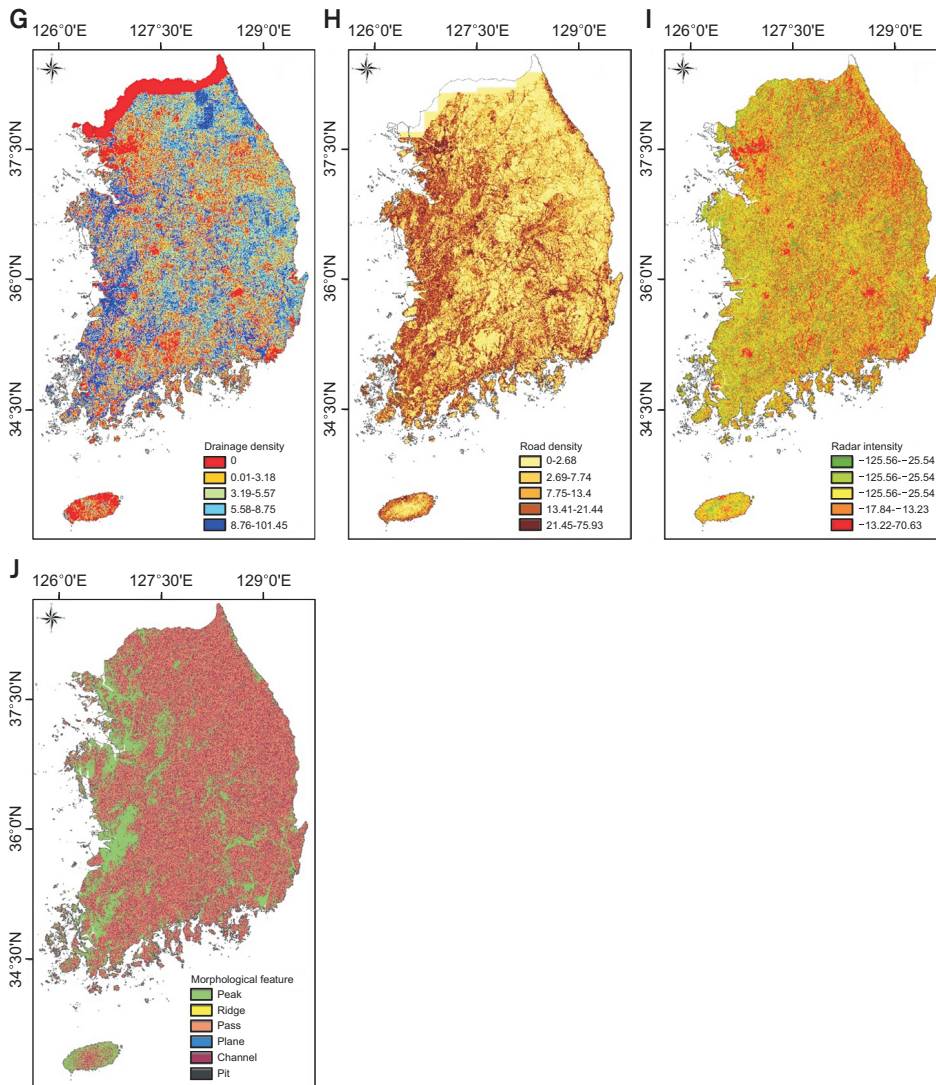 G
126°0'E 127°30'E 129°0'E
37°30'N
36°0'N
34°30'N
Drainage density
0
0.01-3.18
3.19-5.57
5.58-8.75
8.76-101.45
H
126°0'E 127°30'E 129°0'E
37°30'N
36°0'N
34°30'N
Road density
0-2.68
2.69-7.74
7.75-13.4
13.41-21.44
21.45-75.93
I
126°0'E 127°30'E 129°0'E
37°30'N
36°0'N
34°30'N
Radar intensity
−125.56-−25.54
−125.56-−25.54
−125.56-−25.54
−17.84-−13.23
−13.22-70.63
J
126°0'E 127°30'E 129°0'E
37°30'N
36°0'N
34°30'N
Morphological feature
Peak
Ridge
Pass
Plane
Channel
Pit